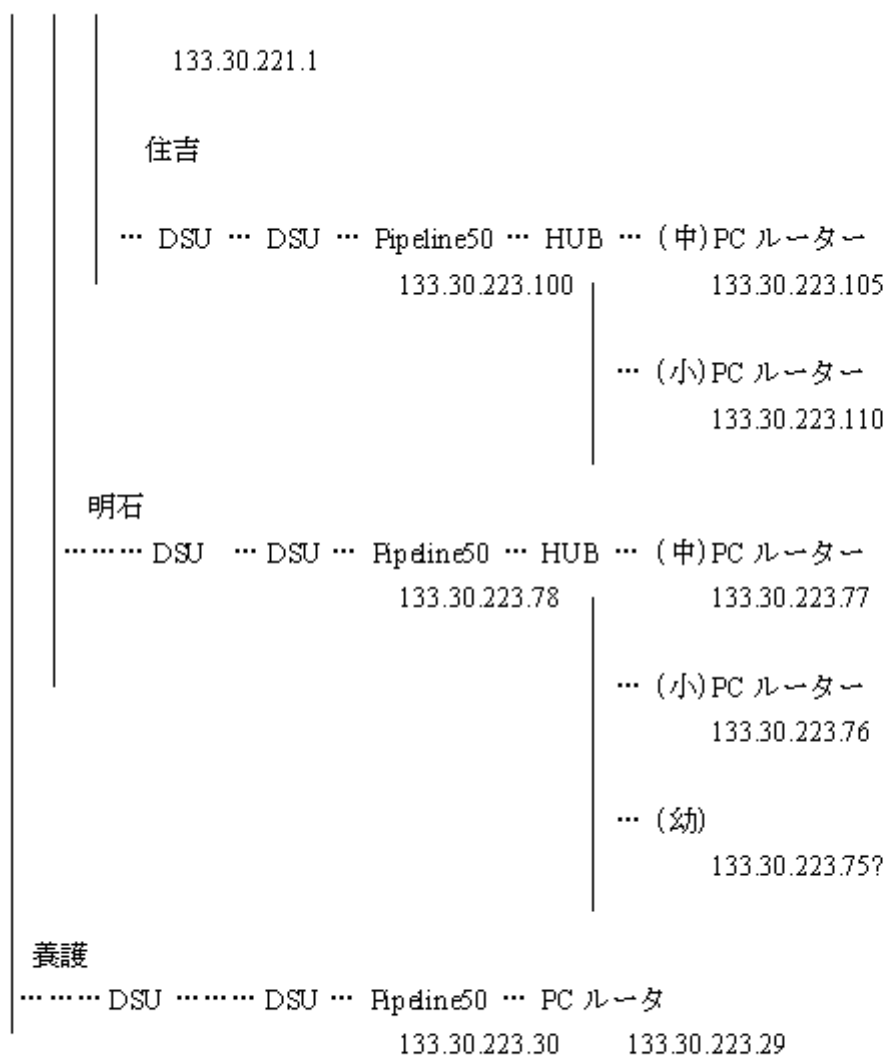 133.30.221.1
住吉
… DSU … DSU … Pipeline50 … HUB … (中)PC ルーター
133.30.223.100 133.30.223.105
… (小)PC ルーター
133.30.223.110
明石
……… DSU … DSU … Pipeline50 … HUB … (中)PC ルーター
133.30.223.78 133.30.223.77
… (小)PC ルーター
133.30.223.76
… (幼)
133.30.223.75?
養護
……… DSU ……… DSU … Pipeline50 … PC ルータ
133.30.223.30 133.30.223.29